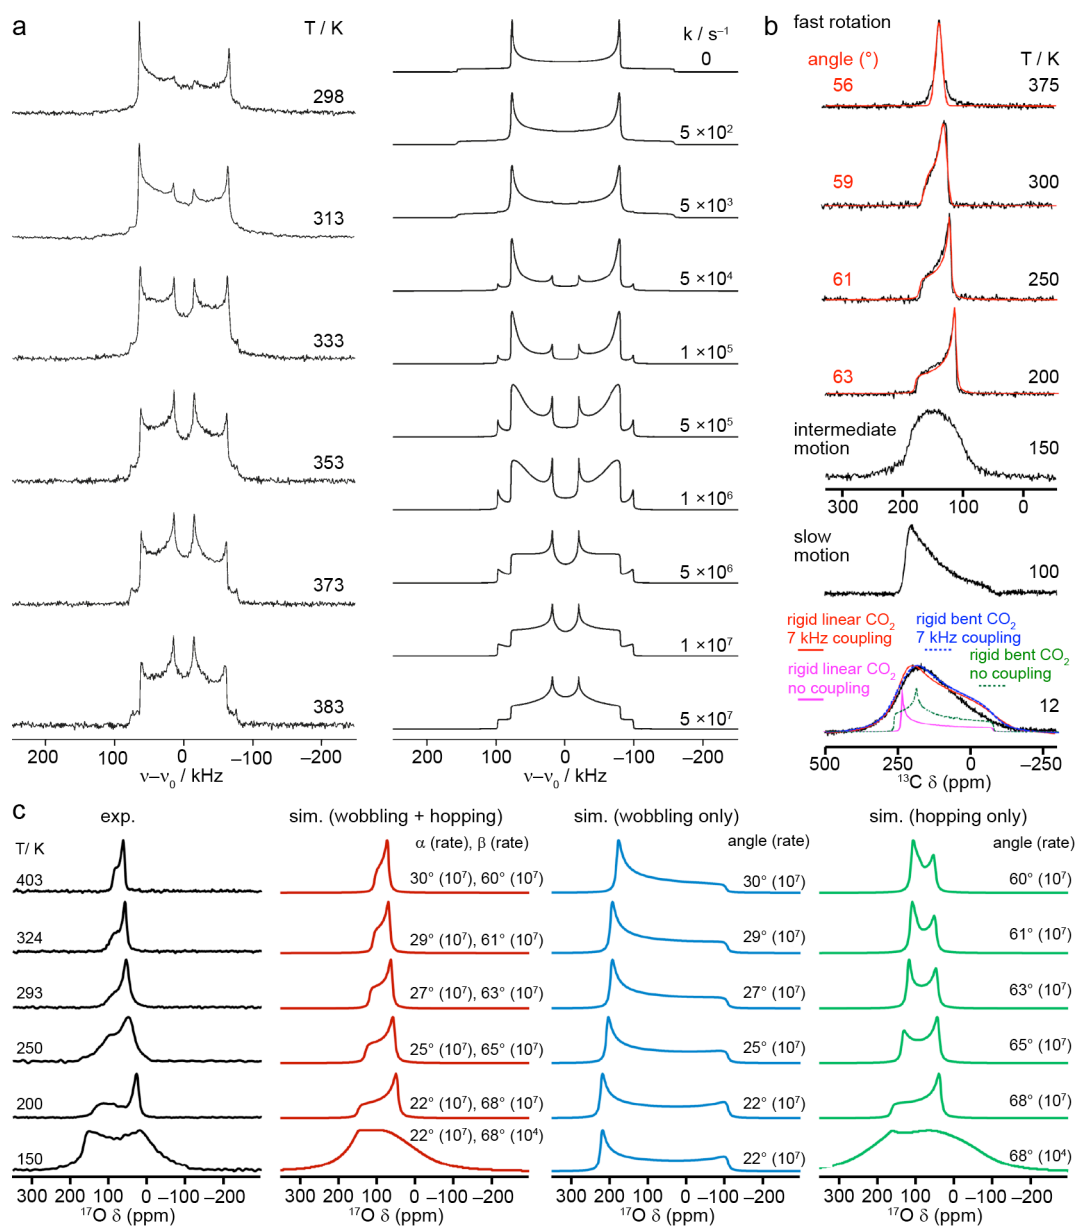 a
T / K
298
313
333
353
373
383
200 100 0 −100 −200
ν−ν₀ / kHz
k / s⁻¹
0
5 ×10²
5 ×10³
5 ×10⁴
1 ×10⁵
5 ×10⁵
1 ×10⁶
5 ×10⁶
1 ×10⁷
5 ×10⁷
200 100 0 −100 −200
ν−ν₀ / kHz
b
fast rotation
angle (°) T / K
56 375
59 300
61 250
63 200
intermediate
motion 150
300 200 100 0
slow
motion 100
rigid linear CO₂ rigid bent CO₂
7 kHz coupling 7 kHz coupling
rigid linear CO₂ rigid bent CO₂
no coupling no coupling
12
500 250 0 −250
¹³C δ (ppm)
c
exp.
T/ K
403
324
293
250
200
150
300 200 100 0 −100 −200
¹⁷O δ (ppm)
sim. (wobbling + hopping)
α (rate), β (rate)
30° (10⁷), 60° (10⁷)
29° (10⁷), 61° (10⁷)
27° (10⁷), 63° (10⁷)
25° (10⁷), 65° (10⁷)
22° (10⁷), 68° (10⁷)
22° (10⁷), 68° (10⁴)
300 200 100 0 −100 −200
¹⁷O δ (ppm)
sim. (wobbling only)
angle (rate)
30° (10⁷)
29° (10⁷)
27° (10⁷)
25° (10⁷)
22° (10⁷)
22° (10⁷)
300 200 100 0 −100 −200
¹⁷O δ (ppm)
sim. (hopping only)
angle (rate)
60° (10⁷)
61° (10⁷)
63° (10⁷)
65° (10⁷)
68° (10⁷)
68° (10⁴)
300 200 100 0 −100 −200
¹⁷O δ (ppm)